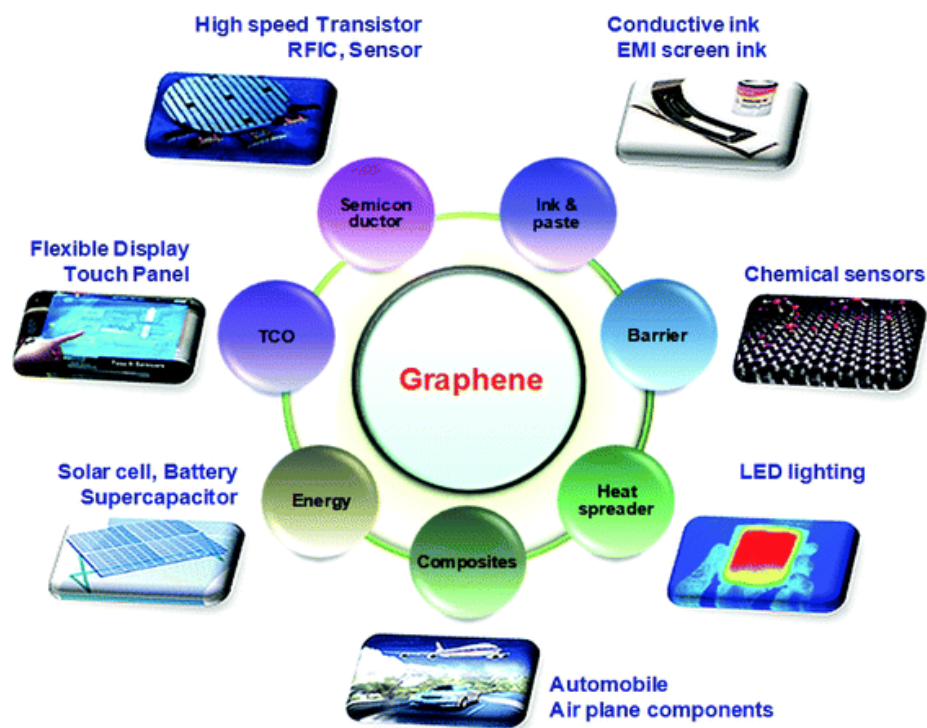 High speed Transistor
RFIC, Sensor
Conductive ink
EMI screen ink
Semicon
ductor
Ink &
paste
Flexible Display
Touch Panel
Chemical sensors
TCO
Barrier
Graphene
Solar cell, Battery
Supercapacitor
LED lighting
Energy
Heat
spreader
Composites
Automobile
Air plane components